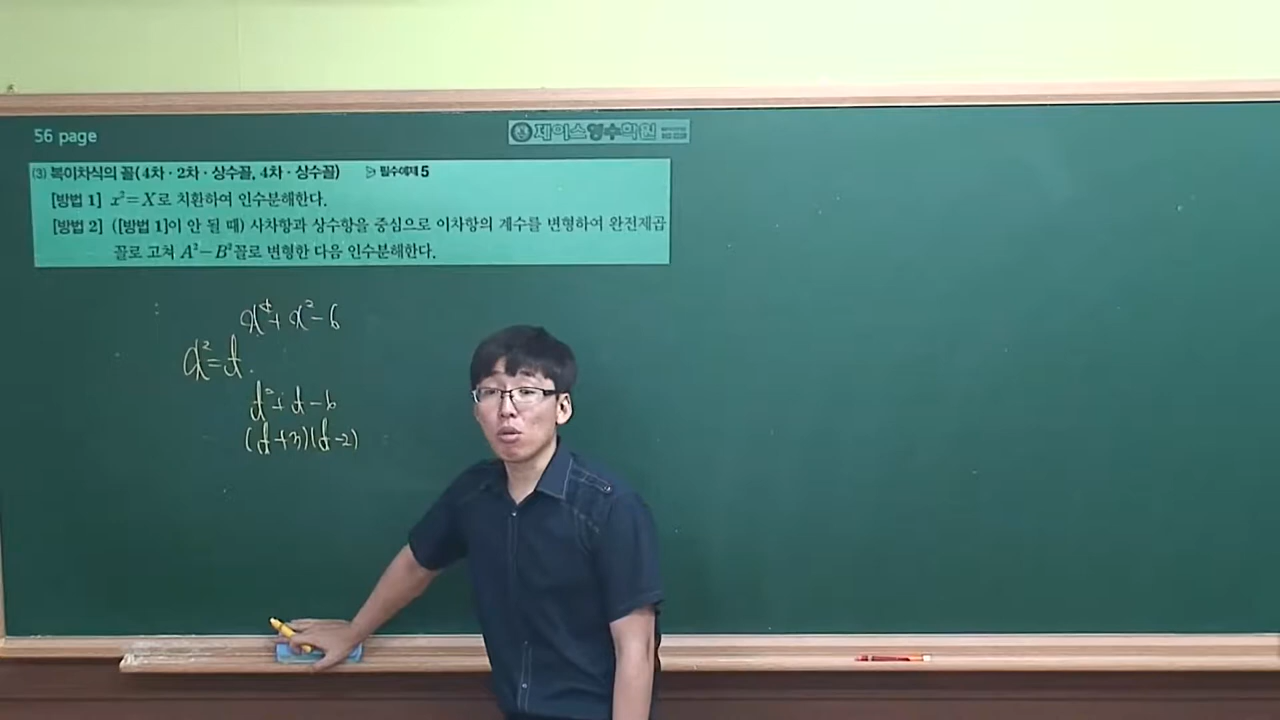 56 page
제이스영수학원
(3) 복이차식의 꼴(4차·2차·상수꼴, 4차·상수꼴) ▷ 필수예제 5
[방법 1] x²=X로 치환하여 인수분해한다.
[방법 2] ([방법 1]이 안 될 때) 사차항과 상수항을 중심으로 이차항의 계수를 변형하여 완전제곱
꼴로 고쳐 A²-B²꼴로 변형한 다음 인수분해한다.
x⁴+x²-6
x²=t.
t²+t-6
(t+3)(t-2)